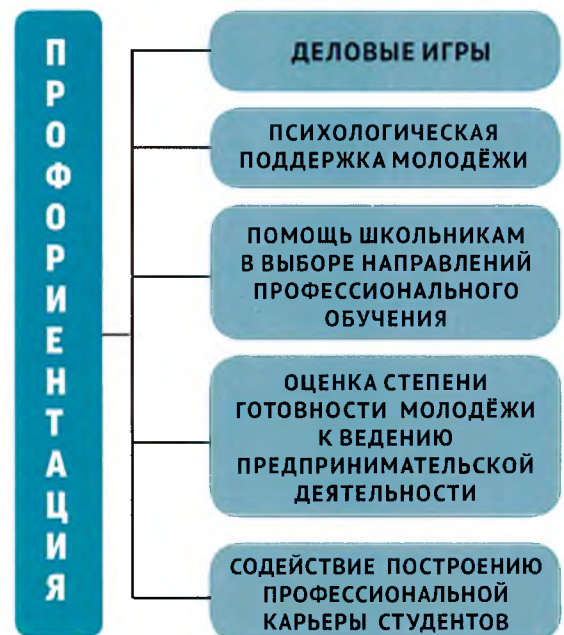 ПРОФОРИЕНТАЦИЯ
ДЕЛОВЫЕ ИГРЫ
ПСИХОЛОГИЧЕСКАЯ
ПОДДЕРЖКА МОЛОДЁЖИ
ПОМОЩЬ ШКОЛЬНИКАМ
В ВЫБОРЕ НАПРАВЛЕНИЙ
ПРОФЕССИОНАЛЬНОГО
ОБУЧЕНИЯ
ОЦЕНКА СТЕПЕНИ
ГОТОВНОСТИ МОЛОДЁЖИ
К ВЕДЕНИЮ
ПРЕДПРИНИМАТЕЛЬСКОЙ
ДЕЯТЕЛЬНОСТИ
СОДЕЙСТВИЕ ПОСТРОЕНИЮ
ПРОФЕССИОНАЛЬНОЙ
КАРЬЕРЫ СТУДЕНТОВ